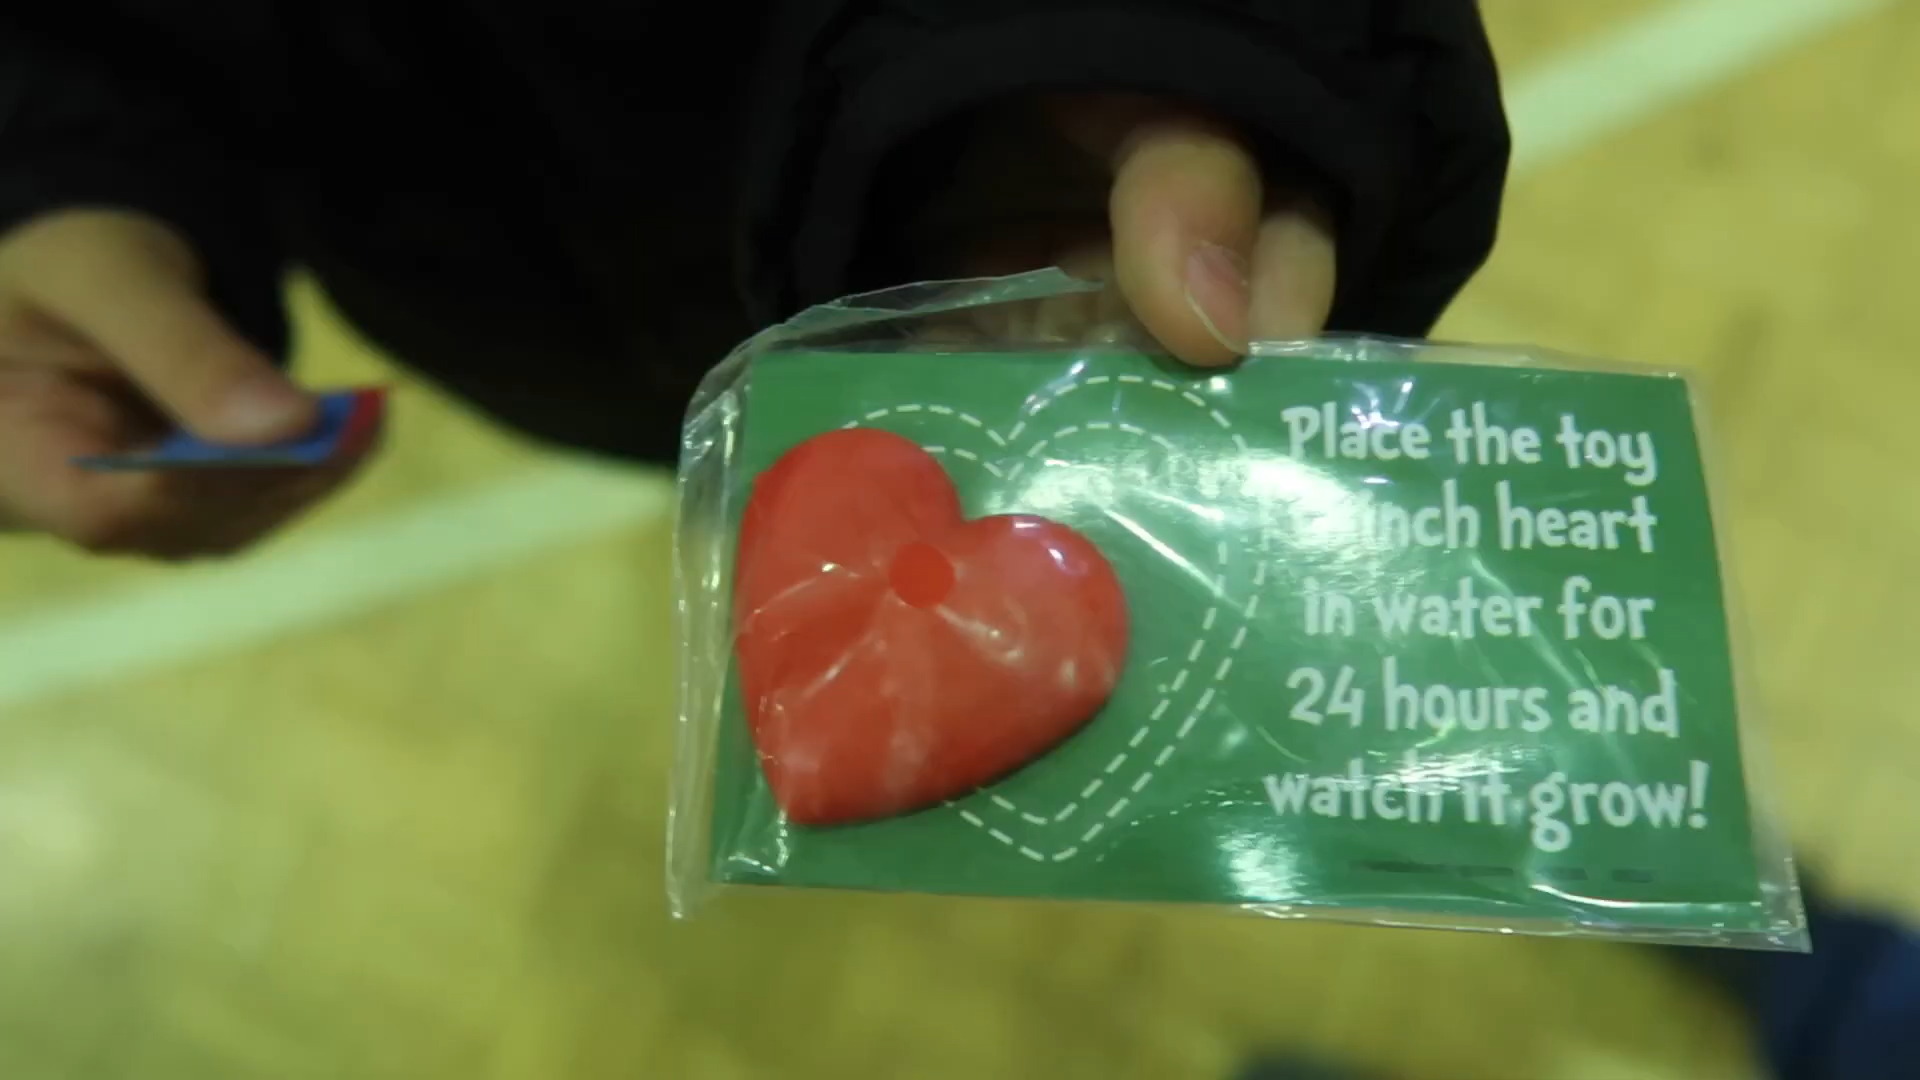 Place the toy
inch heart
in water for
24 hours and
watch it grow!